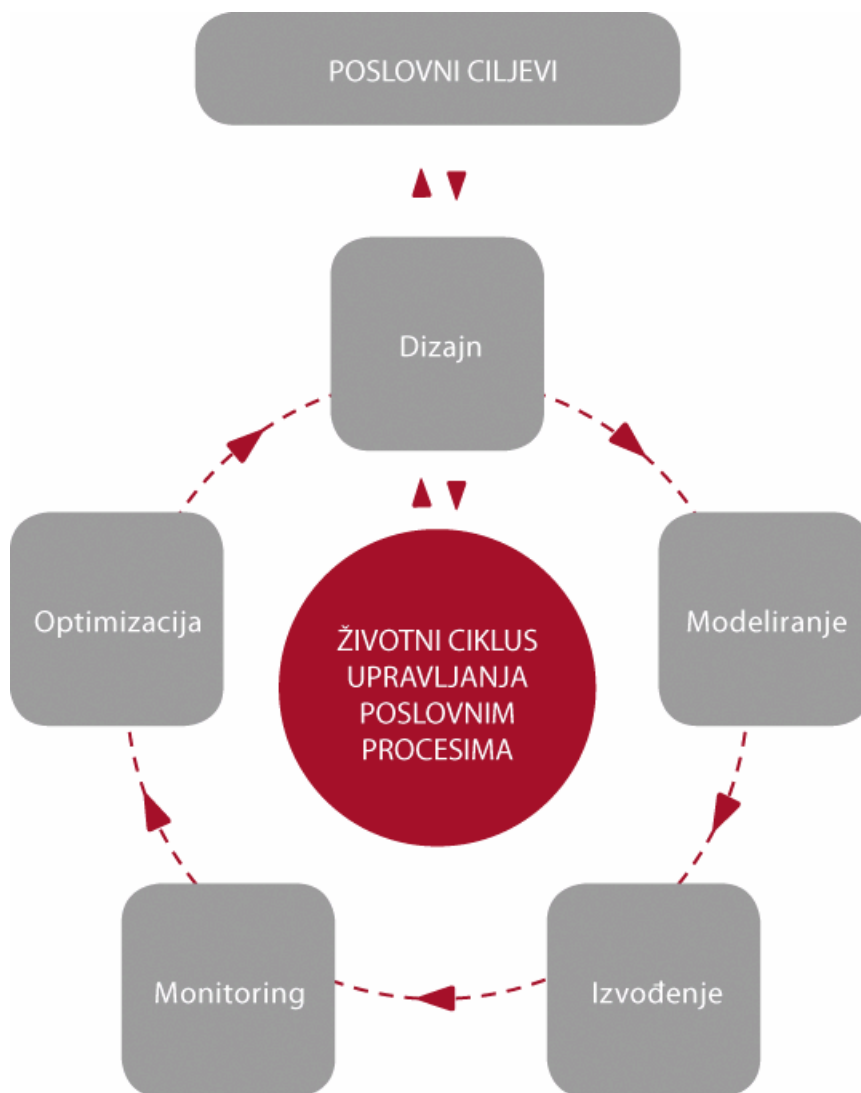 POSLOVNI CILJEVI
Dizajn
Optimizacija
ŽIVOTNI CIKLUS
UPRAVLJANJA
POSLOVNIM
PROCESIMA
Modeliranje
Monitoring
Izvođenje